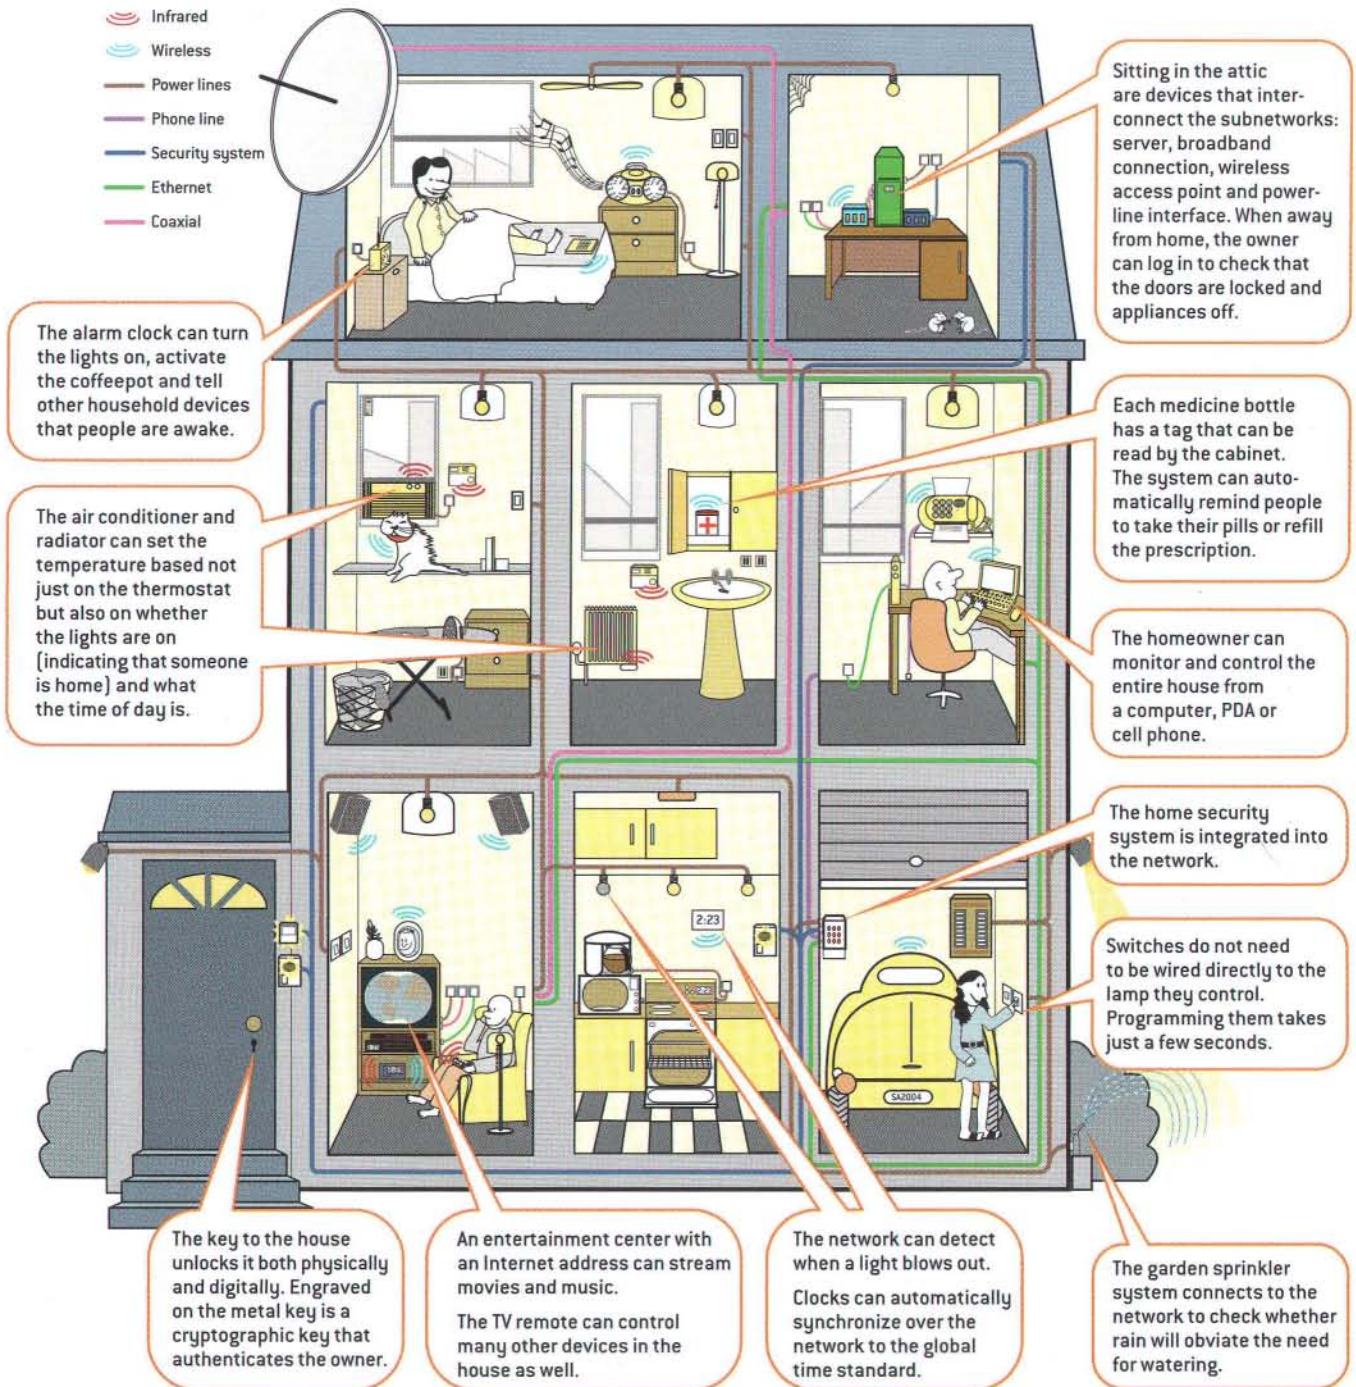 Infrared
Wireless
Power lines
Phone line
Security system
Ethernet
Coaxial
Sitting in the attic
are devices that inter-
connect the subnetworks:
server, broadband
connection, wireless
access point and power-
line interface. When away
from home, the owner
can log in to check that
the doors are locked and
appliances off.
The alarm clock can turn
the lights on, activate
the coffeepot and tell
other household devices
that people are awake.
Each medicine bottle
has a tag that can be
read by the cabinet.
The system can auto-
matically remind people
to take their pills or refill
the prescription.
The air conditioner and
radiator can set the
temperature based not
just on the thermostat
but also on whether
the lights are on
(indicating that someone
is home) and what
the time of day is.
The homeowner can
monitor and control the
entire house from
a computer, PDA or
cell phone.
The home security
system is integrated into
the network.
2:23
Switches do not need
to be wired directly to the
lamp they control.
Programming them takes
just a few seconds.
SA2004
The key to the house
unlocks it both physically
and digitally. Engraved
on the metal key is a
cryptographic key that
authenticates the owner.
An entertainment center with
an Internet address can stream
movies and music.
The TV remote can control
many other devices in the
house as well.
The network can detect
when a light blows out.
Clocks can automatically
synchronize over the
network to the global
time standard.
The garden sprinkler
system connects to the
network to check whether
rain will obviate the need
for watering.